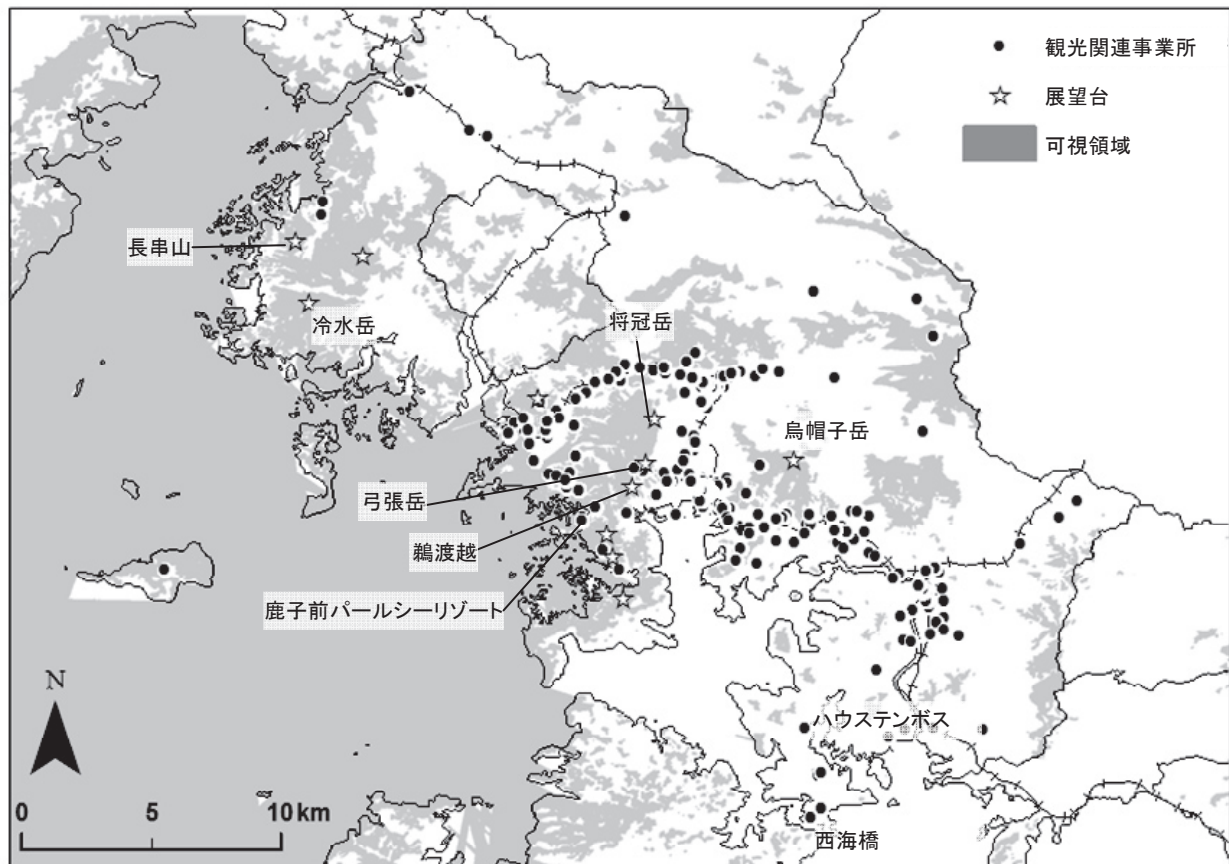 観光関連事業所
展望台
可視領域
長串山
冷水岳
将冠岳
烏帽子岳
弓張岳
鵜渡越
鹿子前パールシーリゾート
ハウステンボス
西海橋
N
0 5 10km